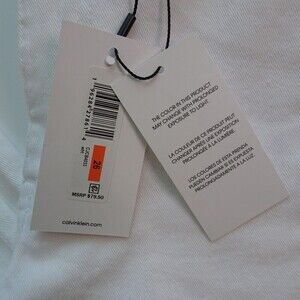 28
MSRP $79.50
calvinklein.com
THE COLOR IN THIS PRODUCT
MAY CHANGE WITH PROLONGED
EXPOSURE TO LIGHT.
LA COULEUR DE CE PRODUIT PEUT
CHANGER APRÈS UNE EXPOSITION
PROLONGÉE À LA LUMIÈRE.
LOS COLORES DE ESTA PRENDA
PUEDEN CAMBIAR SI ES EXPUESTA
PROLONGADAMENTE A LA LUZ